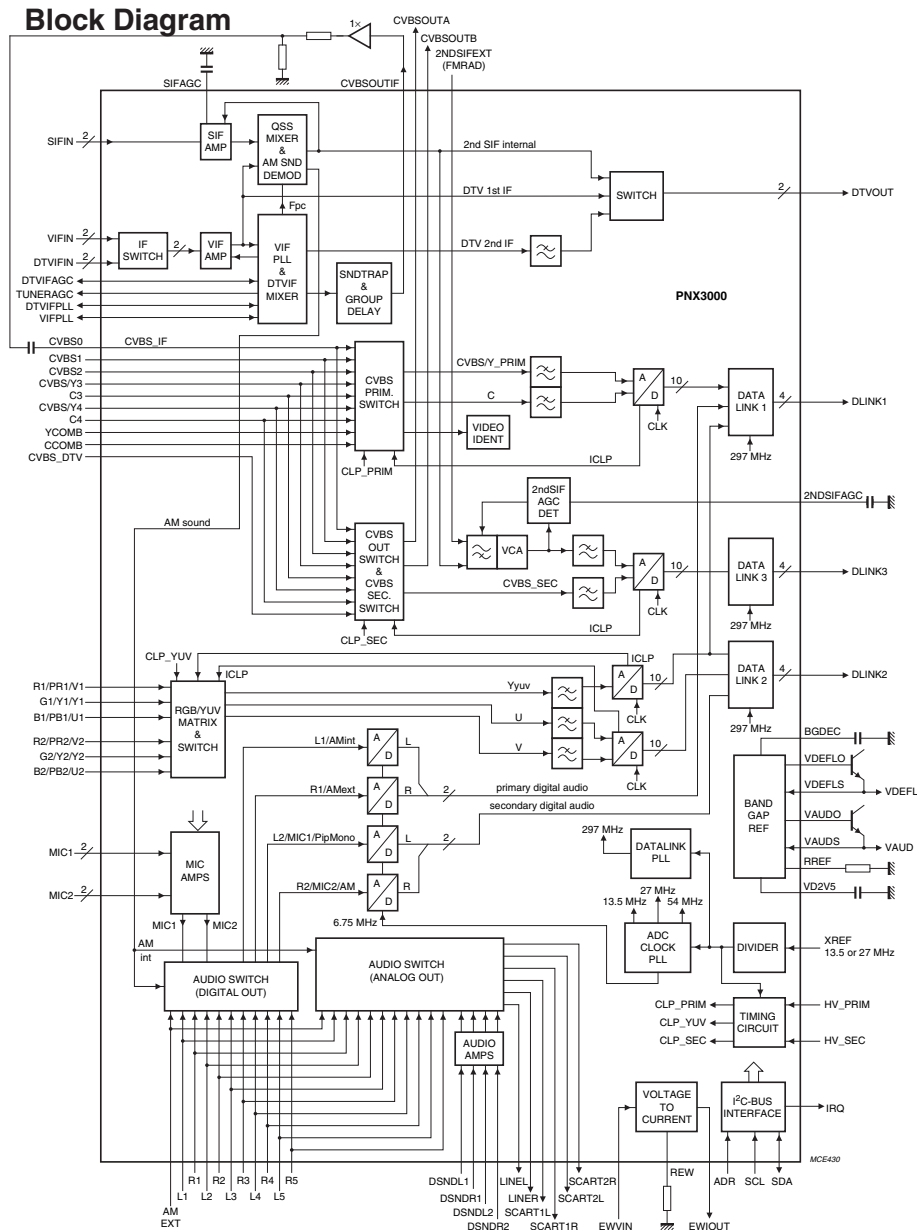 Block Diagram
1×
CVBSOUTA
CVBSOUTB
2NDSIFEXT
(FMRAD)
SIFAGC
CVBSOUTIF
SIFIN
2
SIF
AMP
QSS
MIXER
&
AM SND
DEMOD
2nd SIF internal
SWITCH
2
DTVOUT
DTV 1st IF
Fpc
VIFIN
2
DTVIFIN
2
IF
SWITCH
2
VIF
AMP
VIF
PLL
&
DTVIF
MIXER
DTV 2nd IF
SNDTRAP
&
GROUP
DELAY
PNX3000
DTVIFAGC
TUNERAGC
DTVIFPLL
VIFPLL
CVBS0
CVBS_IF
CVBS1
CVBS2
CVBS/Y3
C3
CVBS/Y4
C4
YCOMB
CCOMB
CVBS_DTV
CVBS
PRIM.
SWITCH
CVBS/Y_PRIM
C
VIDEO
IDENT
A
D
10
CLK
DATA
LINK 1
4
DLINK1
297 MHz
CLP_PRIM
ICLP
2ndSIF
AGC
DET
2NDSIFAGC
AM sound
CVBS
OUT
SWITCH
&
CVBS
SEC.
SWITCH
VCA
CVBS_SEC
A
D
10
CLK
DATA
LINK 3
4
DLINK3
297 MHz
CLP_SEC
ICLP
CLP_YUV
ICLP
ICLP
R1/PR1/V1
G1/Y1/Y1
B1/PB1/U1
R2/PR2/V2
G2/Y2/Y2
B2/PB2/U2
RGB/YUV
MATRIX
&
SWITCH
Yyuv
U
V
A
D
10
CLK
A
D
10
CLK
DATA
LINK 2
4
DLINK2
297 MHz
BGDEC
VDEFLO
VDEFLS
VDEFL
VAUDO
VAUDS
VAUD
RREF
VD2V5
BAND
GAP
REF
L1/AMint
A
D
L
R1/AMext
A
D
R
2
primary digital audio
secondary digital audio
L2/MIC1/PipMono
A
D
L
2
R2/MIC2/AM
A
D
R
6.75 MHz
MIC1
2
MIC2
2
MIC
AMPS
MIC1
MIC2
297 MHz
DATALINK
PLL
27 MHz
13.5 MHz
54 MHz
ADC
CLOCK
PLL
DIVIDER
XREF
13.5 or 27 MHz
AM
int
AUDIO SWITCH
(DIGITAL OUT)
AUDIO SWITCH
(ANALOG OUT)
AUDIO
AMPS
CLP_PRIM
CLP_YUV
CLP_SEC
TIMING
CIRCUIT
HV_PRIM
HV_SEC
VOLTAGE
TO
CURRENT
I2C-BUS
INTERFACE
IRQ
MCE430
AM
EXT
L1
R1
L2
R2
L3
R3
L4
R4
L5
R5
DSNDL1
DSNDR1
DSNDL2
DSNDR2
LINEL
LINER
SCART1L
SCART1R
SCART2L
SCART2R
EWVIN
REW
EWIOUT
ADR
SCL
SDA